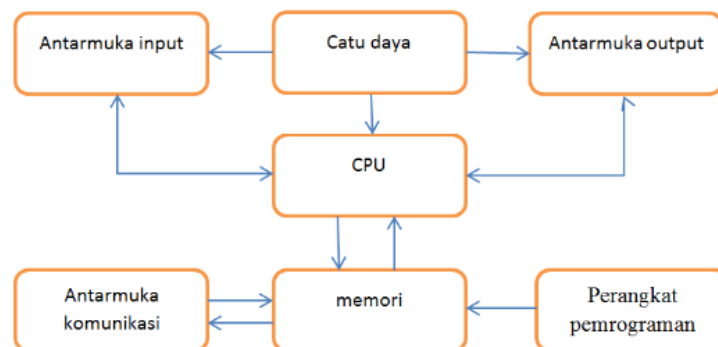 Antarmuka input
Catu daya
Antarmuka output
CPU
Antarmuka
komunikasi
memori
Perangkat
pemrograman